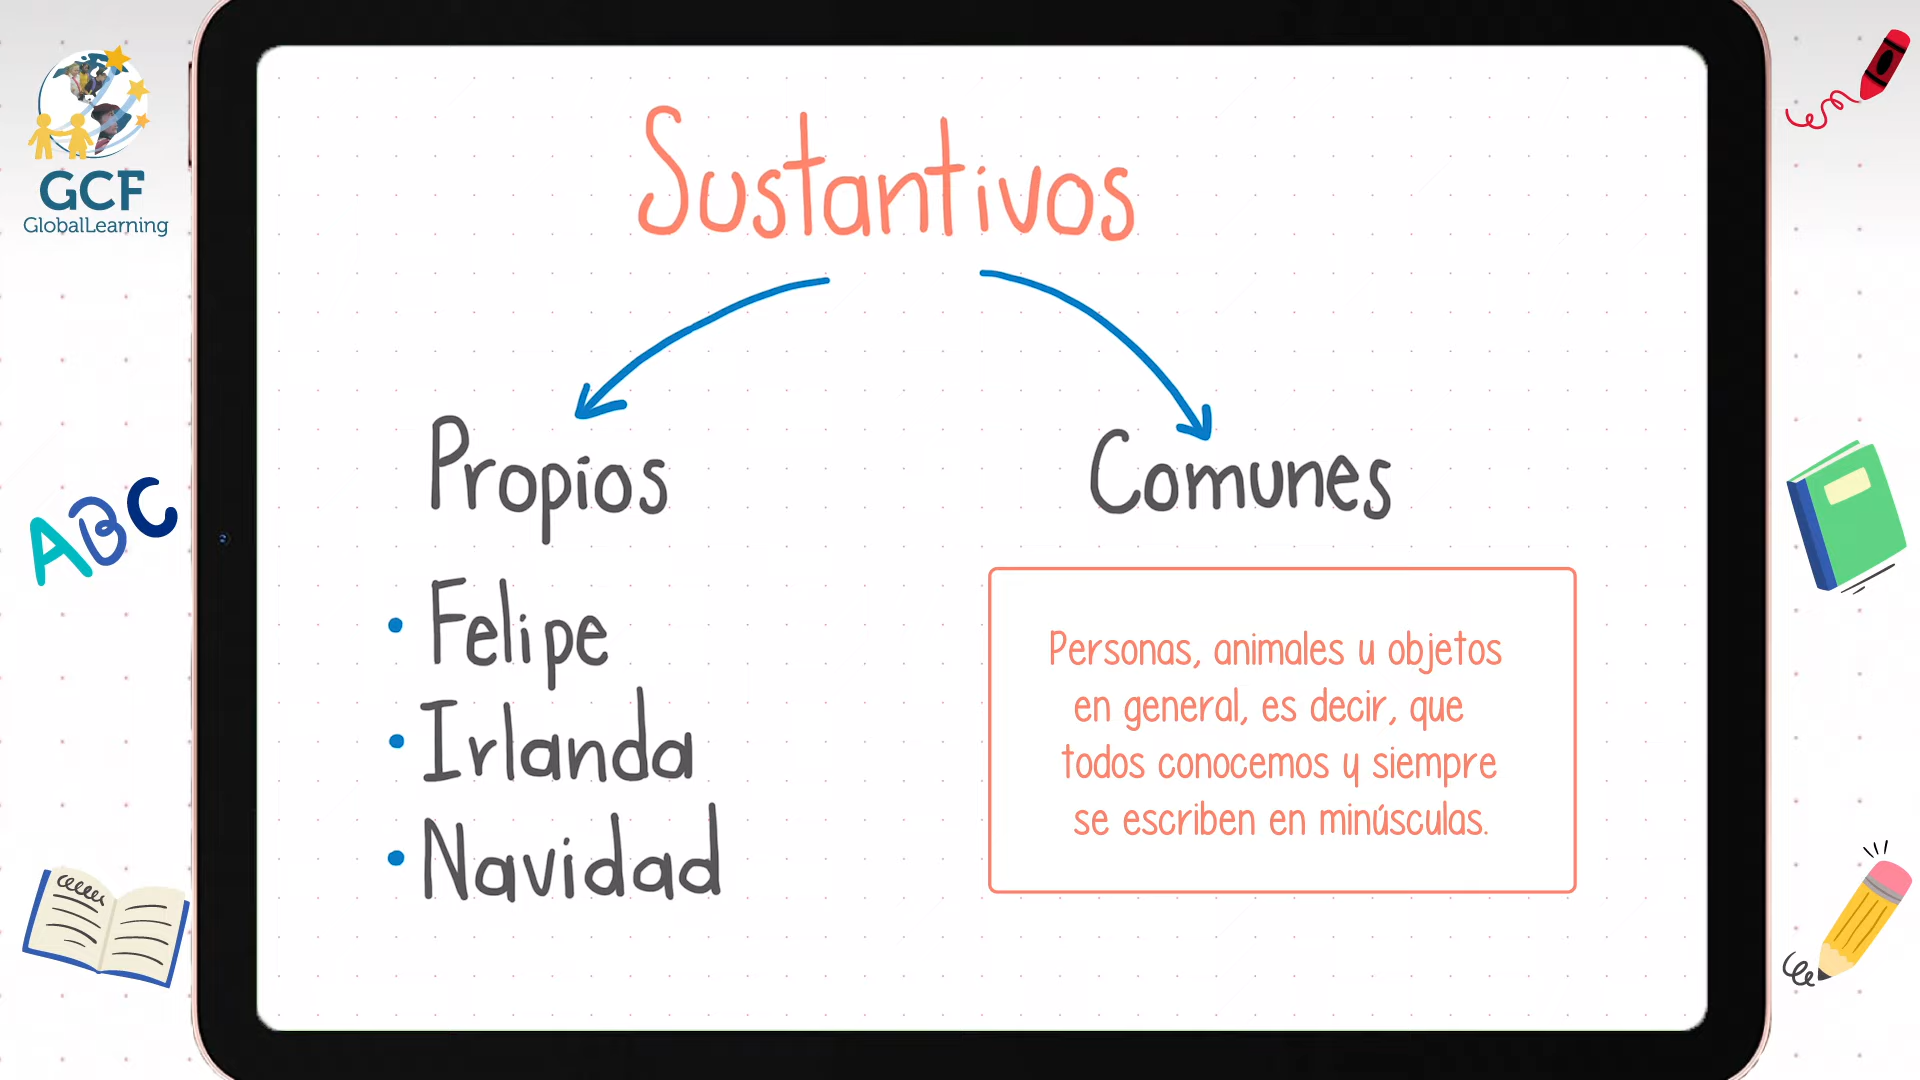 GCF
GlobalLearning
Sustantivos
Propios
Felipe
Irlanda
Navidad
Comunes
Personas, animales u objetos
en general, es decir, que
todos conocemos y siempre
se escriben en minúsculas.
ABC